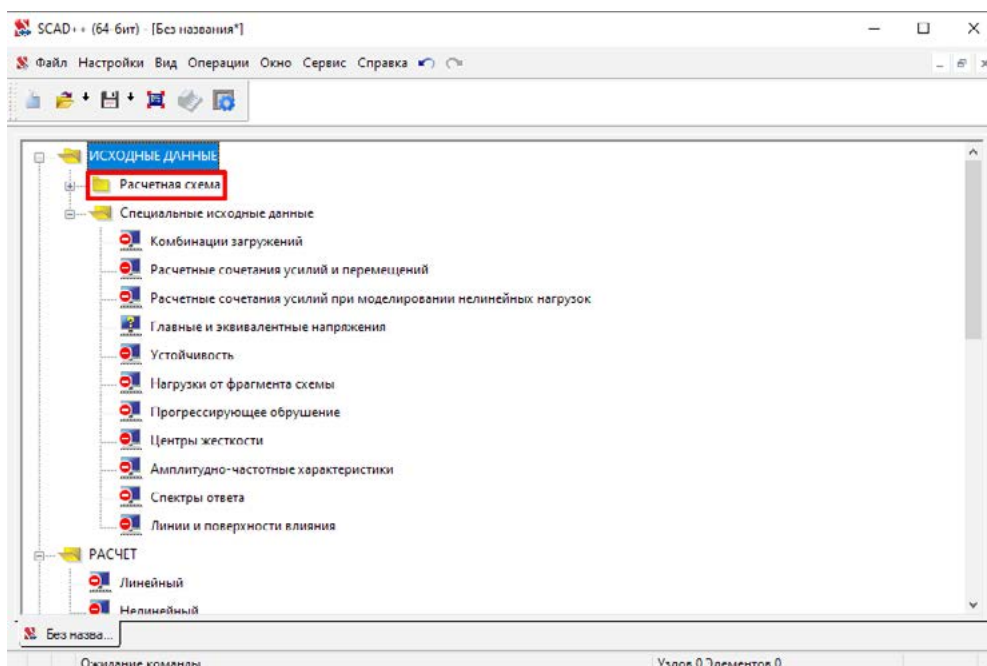 SCAD++ (64-бит) - [Без названия*]
Файл Настройки Вид Операции Окно Сервис Справка
ИСХОДНЫЕ ДАННЫЕ
Расчетная схема
Специальные исходные данные
Комбинации загружений
Расчетные сочетания усилий и перемещений
Расчетные сочетания усилий при моделировании нелинейных нагрузок
Главные и эквивалентные напряжения
Устойчивость
Нагрузки от фрагмента схемы
Прогрессирующее обрушение
Центры жесткости
Амплитудно-частотные характеристики
Спектры ответа
Линии и поверхности влияния
РАСЧЕТ
Линейный
Нелинейный
Без назва...
Ожидание команды
Узлов 0 Элементов 0